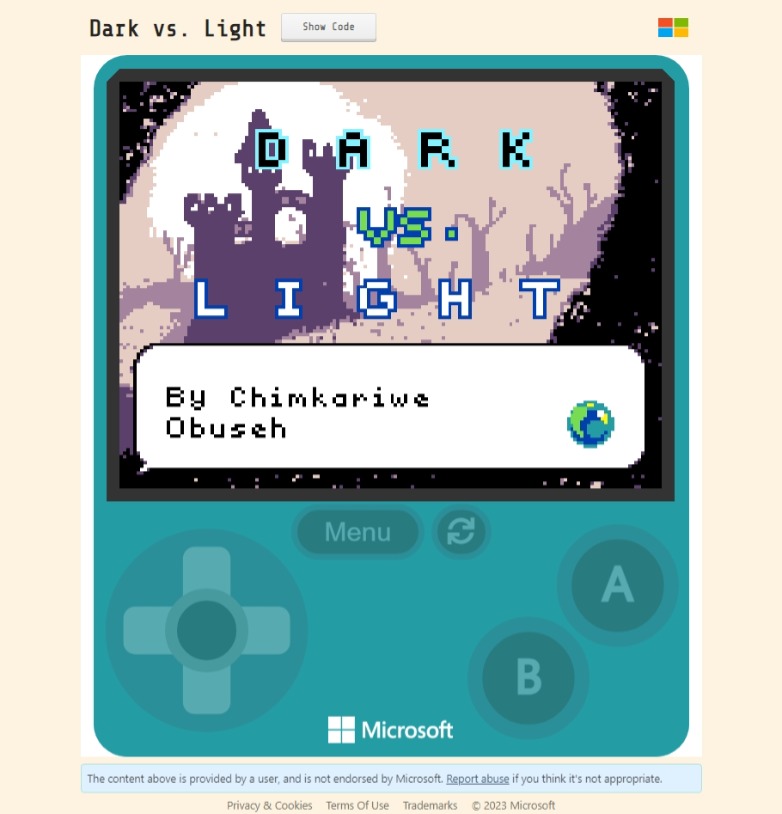 Dark vs. Light
Show Code
DARK
VS.
LIGHT
By Chimkariwe
Obuseh
Menu
A
B
Microsoft
The content above is provided by a user, and is not endorsed by Microsoft. Report abuse if you think it's not appropriate.
Privacy & Cookies Terms Of Use Trademarks © 2023 Microsoft